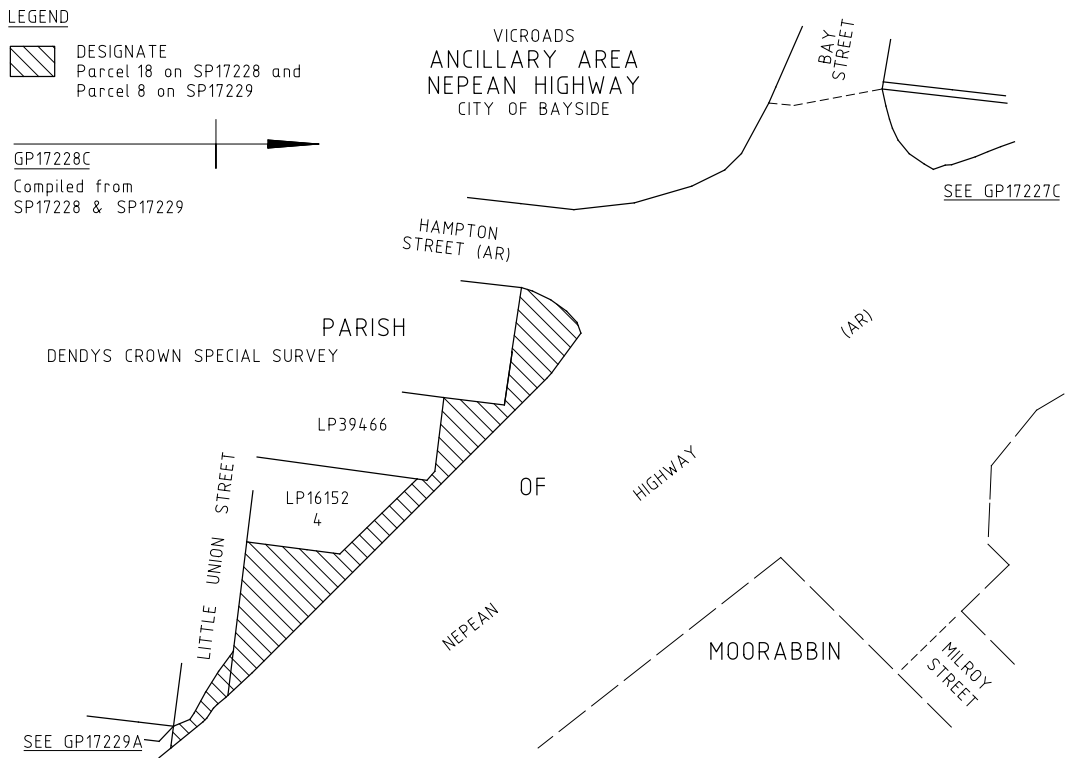 LEGEND
DESIGNATE
Parcel 18 on SP17228 and
Parcel 8 on SP17229
GP17228C
Compiled from
SP17228 & SP17229
VICROADS
ANCILLARY AREA
NEPEAN HIGHWAY
CITY OF BAYSIDE
BAY
STREET
SEE GP17227C
HAMPTON
STREET (AR)
PARISH
DENDYS CROWN SPECIAL SURVEY
(AR)
LP39466
LP16152
4
LITTLE UNION STREET
OF
HIGHWAY
NEPEAN
MOORABBIN
MILROY
STREET
SEE GP17229A